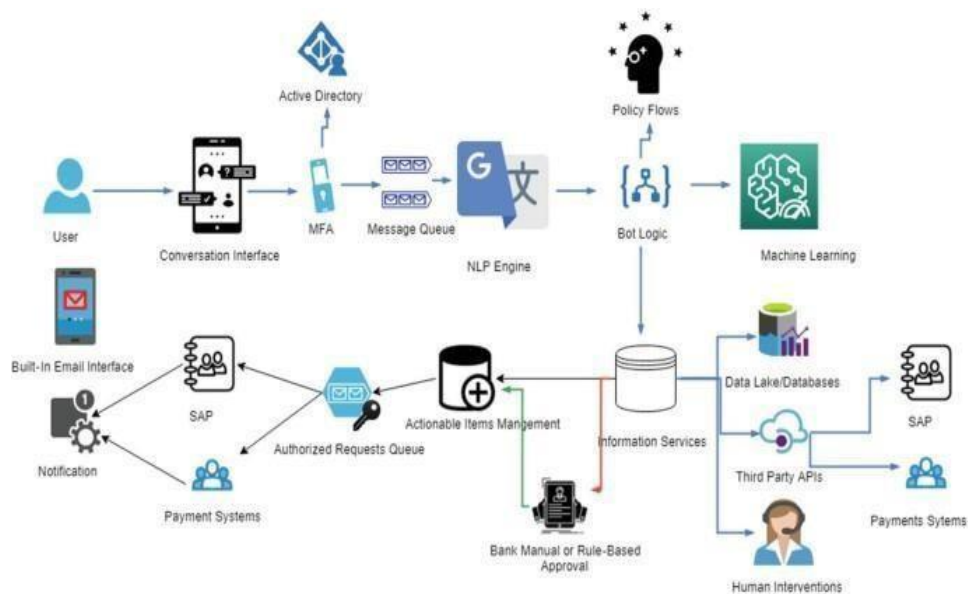 Active Directory
Policy Flows
User
Conversation Interface
MFA
Message Queue
G 文
NLP Engine
Bot Logic
Machine Learning
Built-In Email Interface
SAP
Actionable Items Mangement
Information Services
Data Lake/Databases
SAP
1
Notification
Authorized Requests Queue
Third Party APIs
Payment Systems
Payments Sytems
Bank Manual or Rule-Based
Approval
Human Interventions